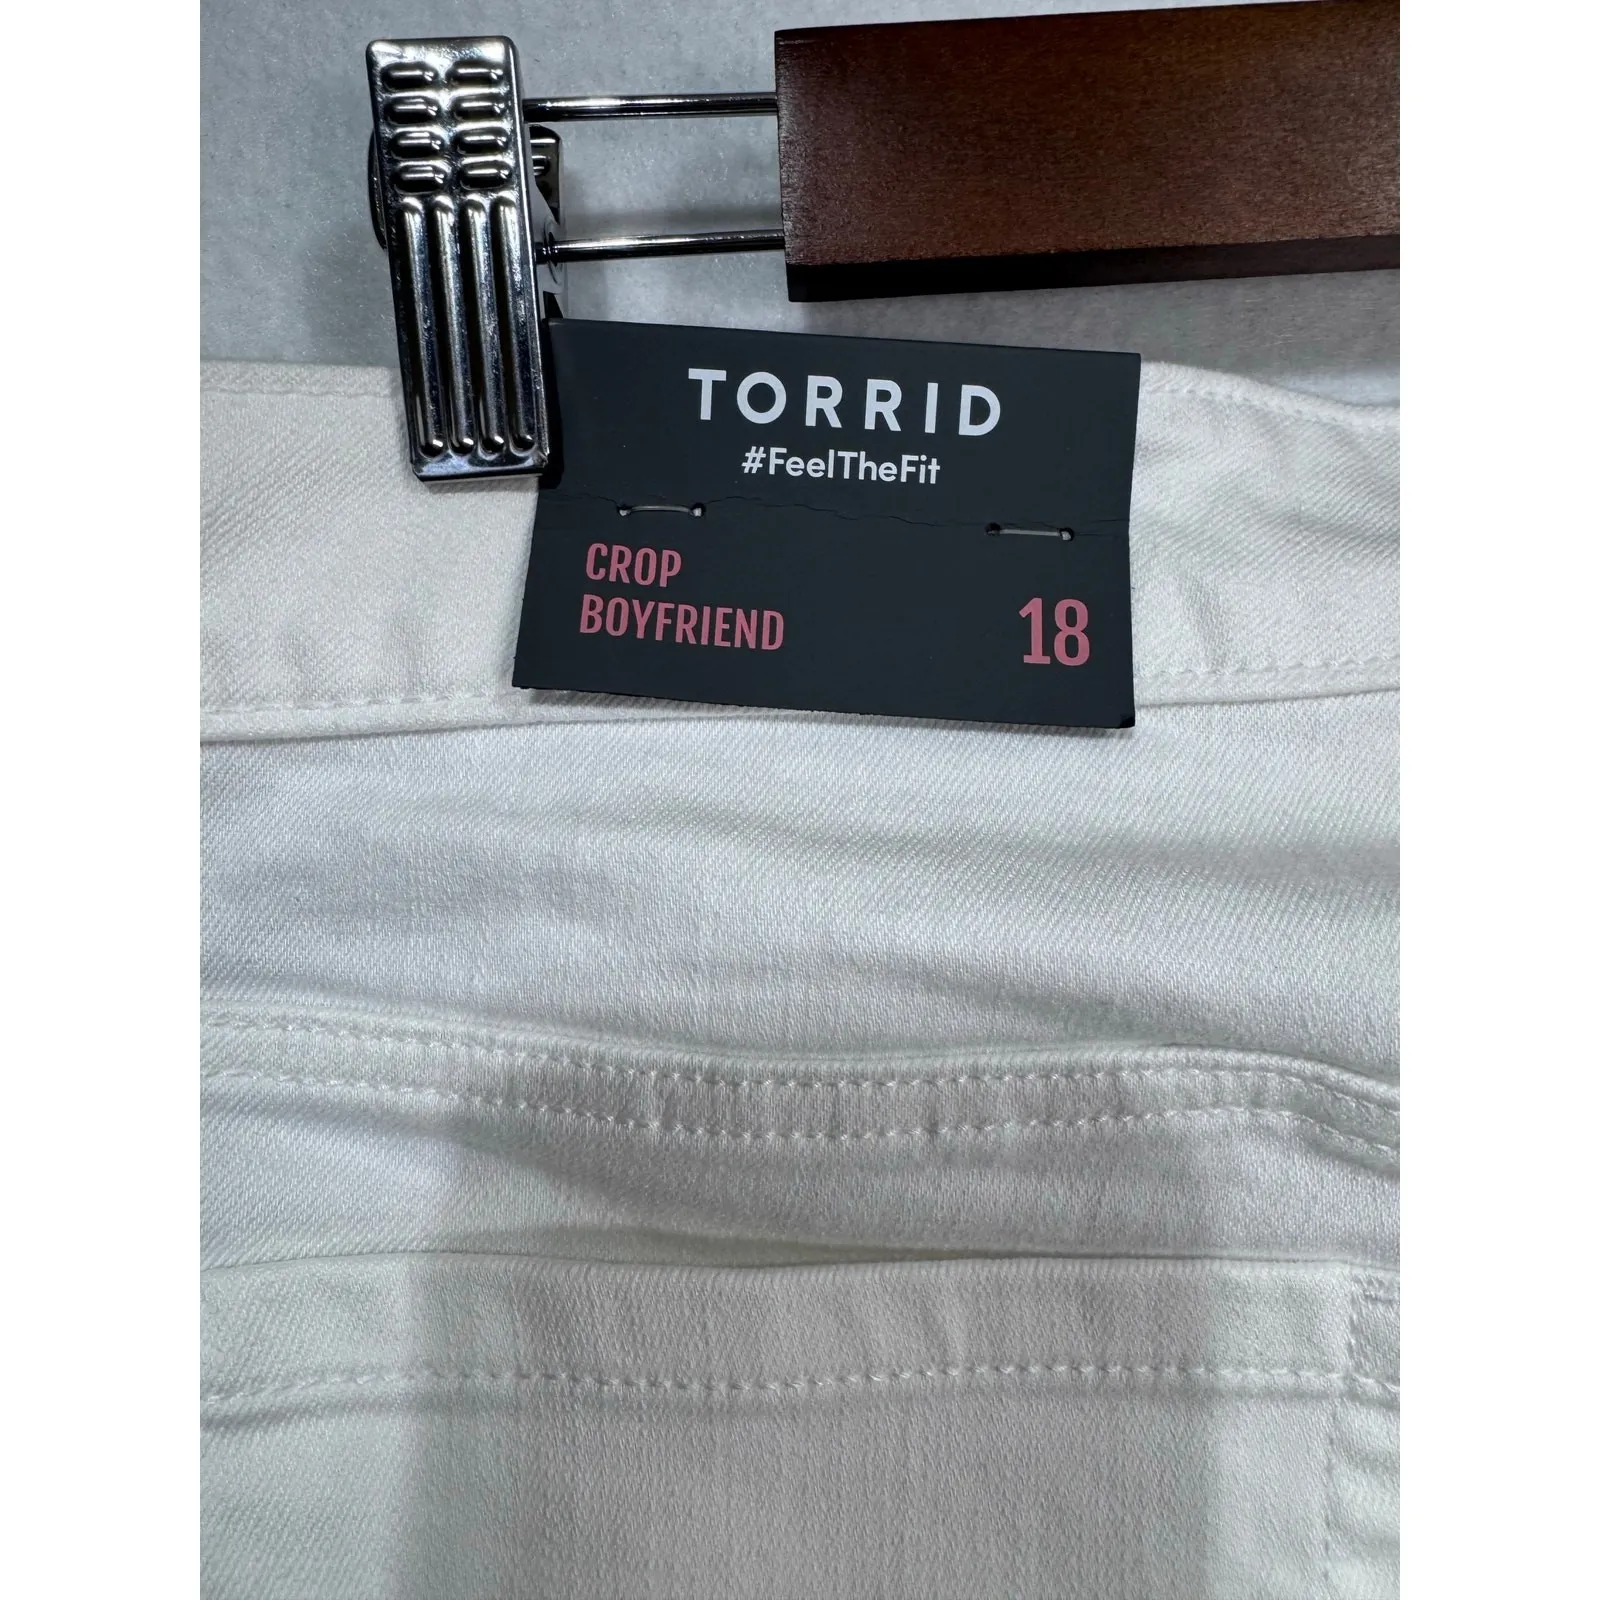 TORRID
#FeelTheFit
CROP
BOYFRIEND
18